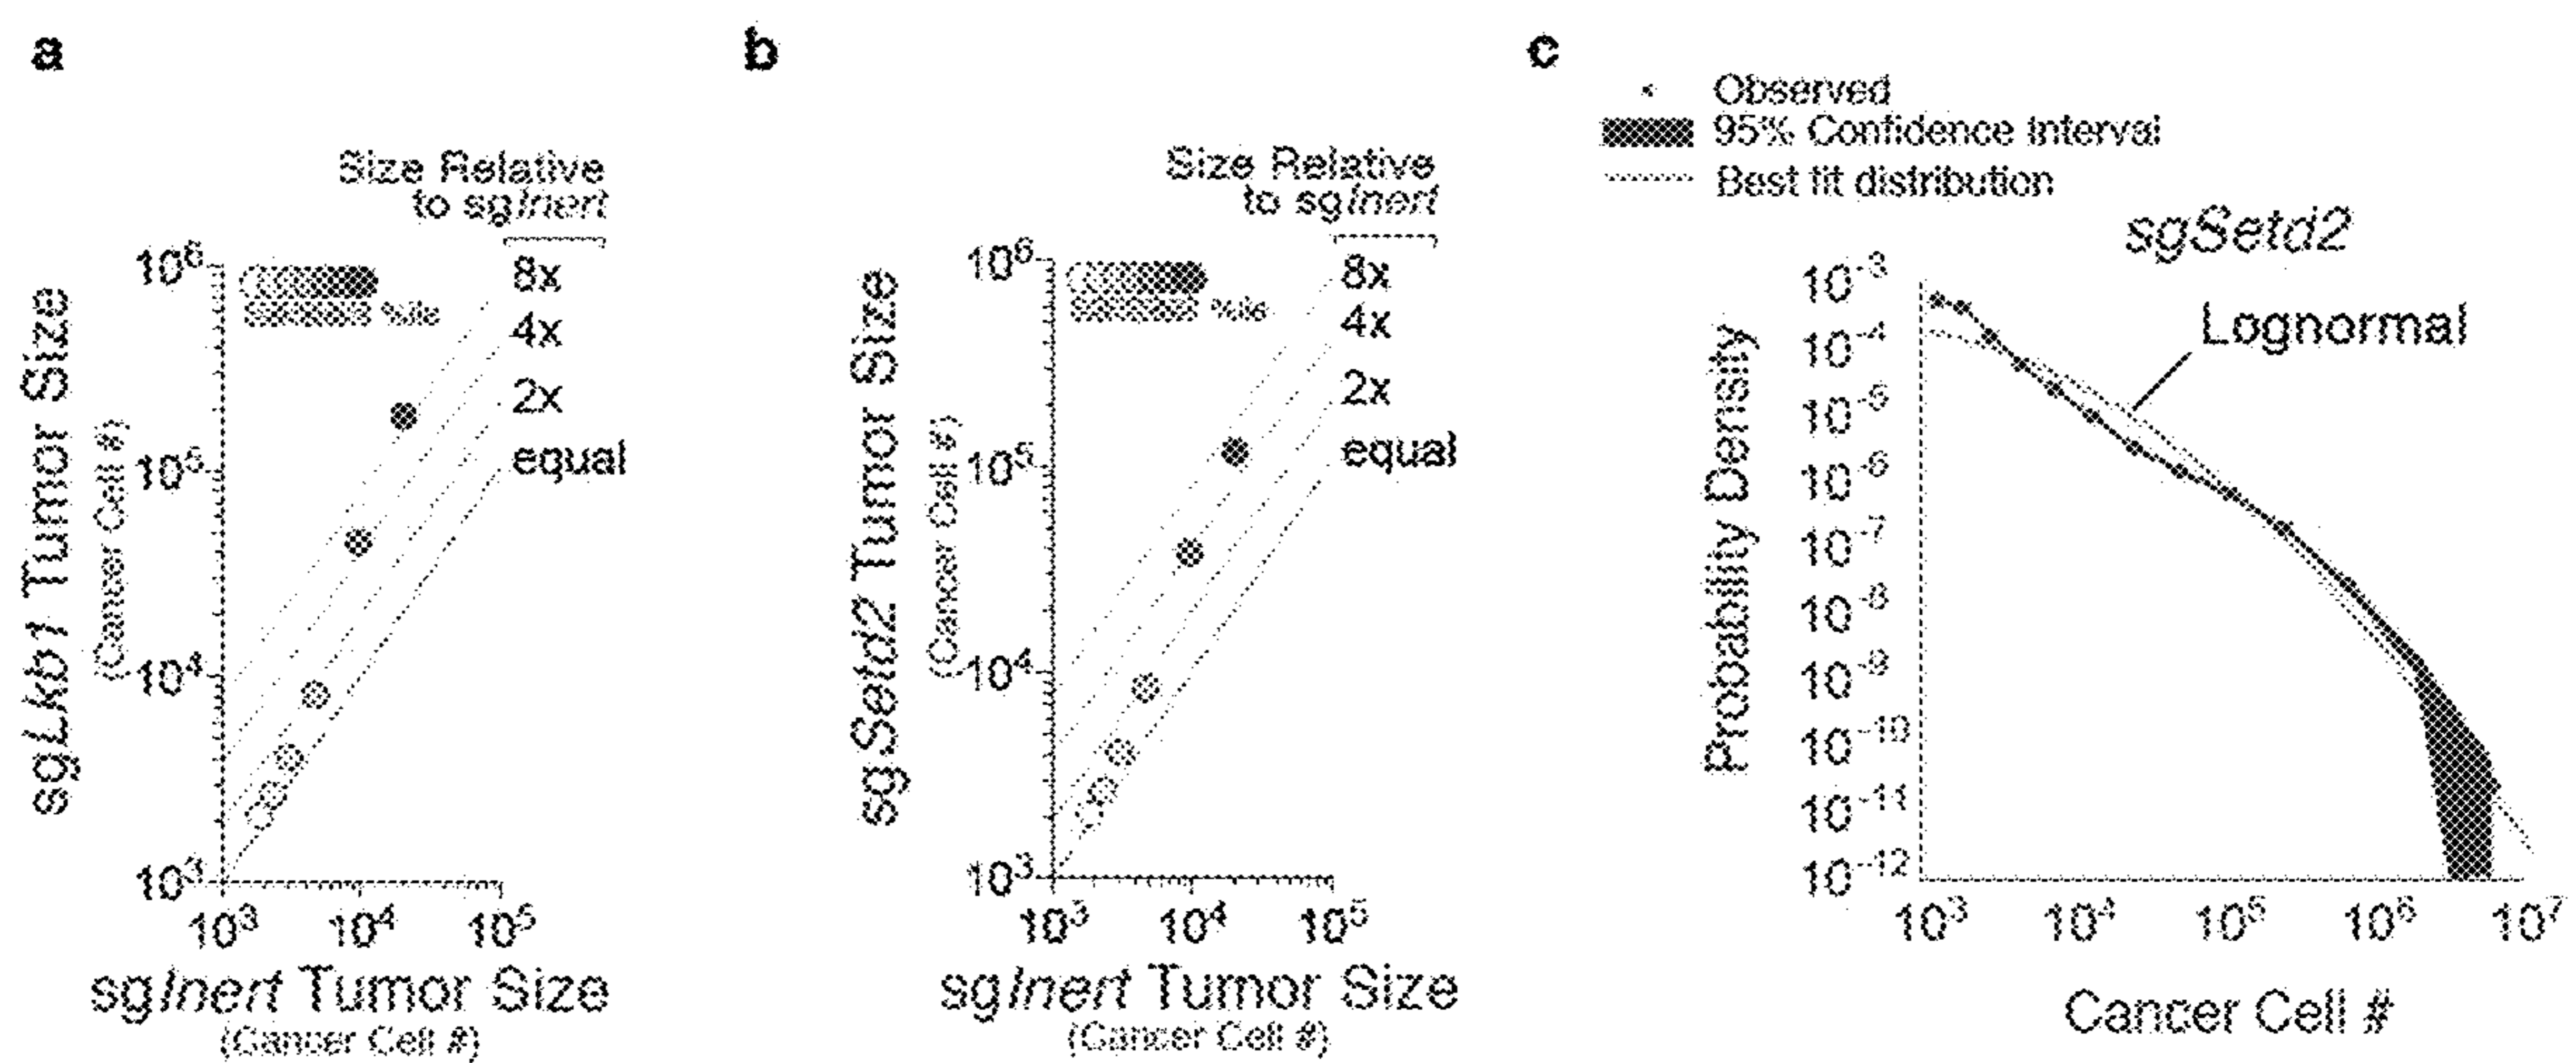 a
Size Relative
to sgInert
8x
4x
2x
equal
%ile
sgLkb1 Tumor Size
(Cancer Cell #)
10^6
10^5
10^4
10^3
10^3 10^4 10^5
sgInert Tumor Size
(Cancer Cell #)
b
Size Relative
to sgInert
8x
4x
2x
equal
%ile
sgSetd2 Tumor Size
(Cancer Cell #)
10^6
10^5
10^4
10^3
10^3 10^4 10^5
sgInert Tumor Size
(Cancer Cell #)
c
Observed
95% Confidence Interval
Best fit distribution
sgSetd2
Lognormal
Probability Density
10^-3
10^-4
10^-5
10^-6
10^-7
10^-8
10^-9
10^-10
10^-11
10^-12
10^3 10^4 10^5 10^6 10^7
Cancer Cell #